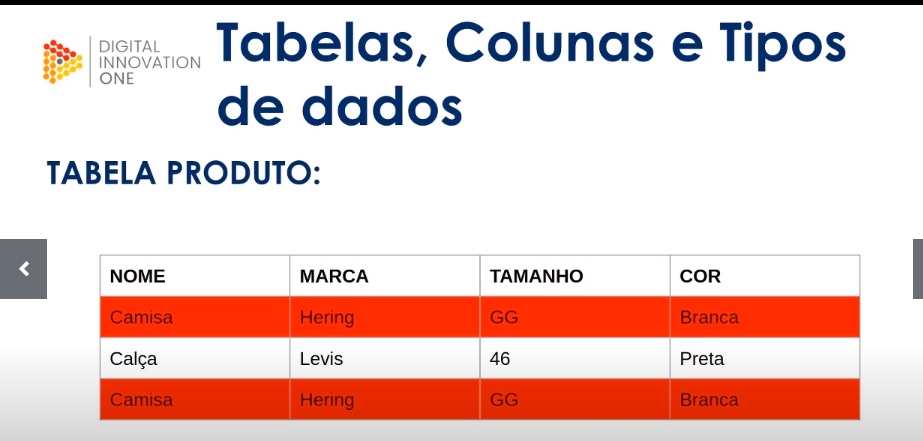 DIGITAL
INNOVATION
ONE
Tabelas, Colunas e Tipos
de dados
TABELA PRODUTO:
NOME MARCA TAMANHO COR
Camisa Hering GG Branca
Calça Levis 46 Preta
Camisa Hering GG Branca